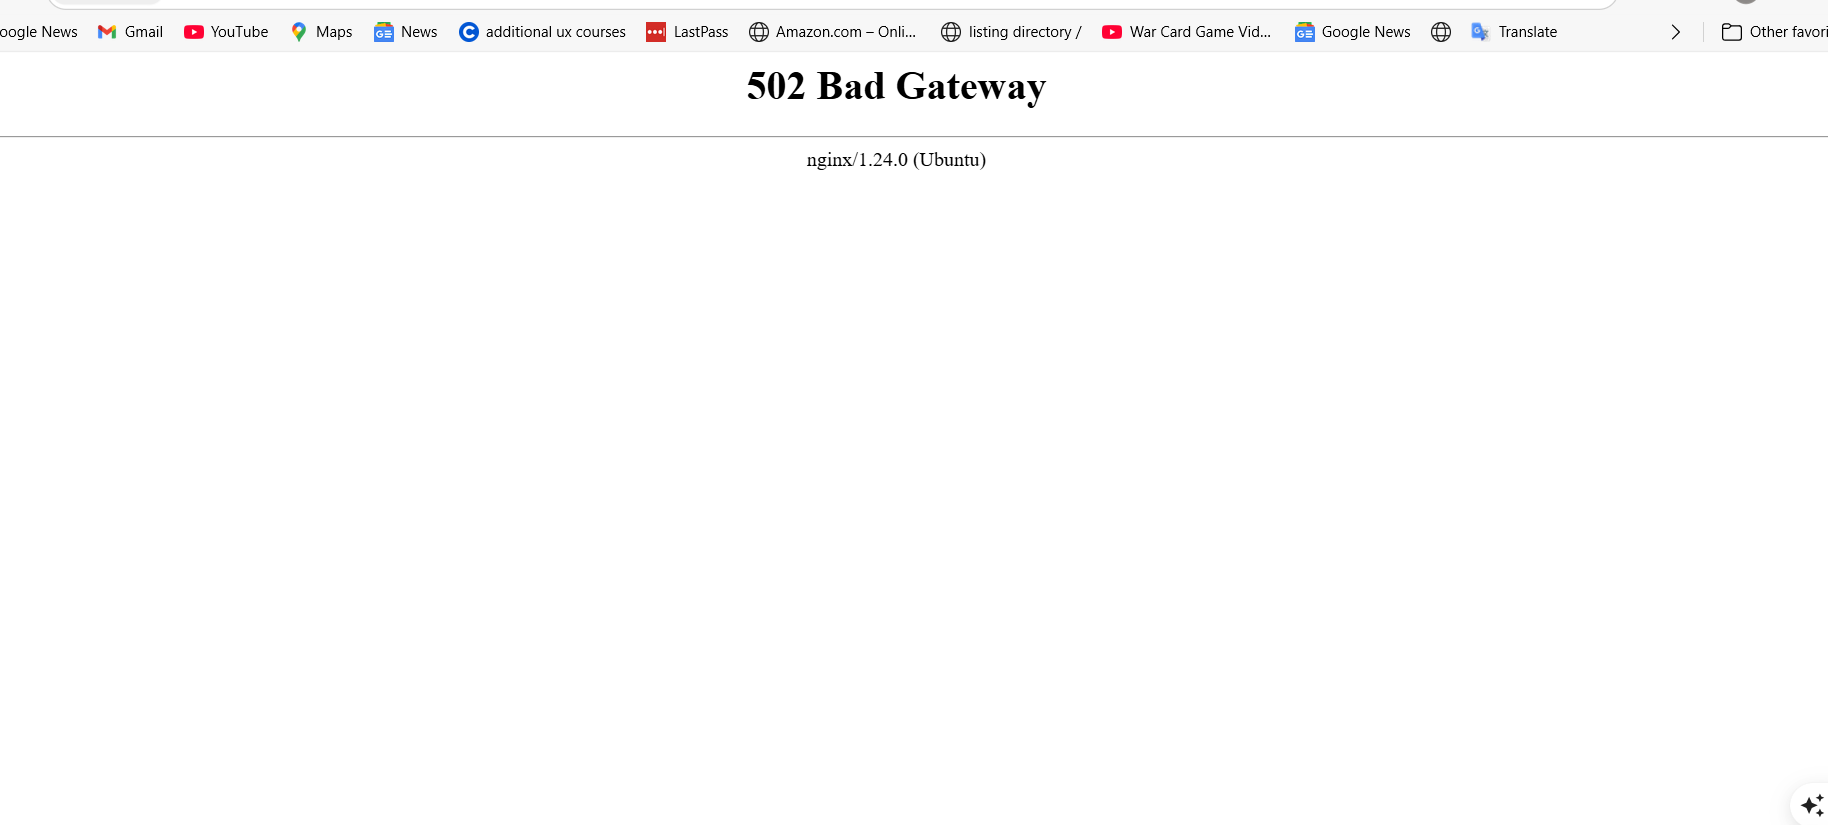 oogle News Gmail YouTube Maps News additional ux courses LastPass Amazon.com – Onli... listing directory / War Card Game Vid... Google News Translate Other favori
502 Bad Gateway
nginx/1.24.0 (Ubuntu)